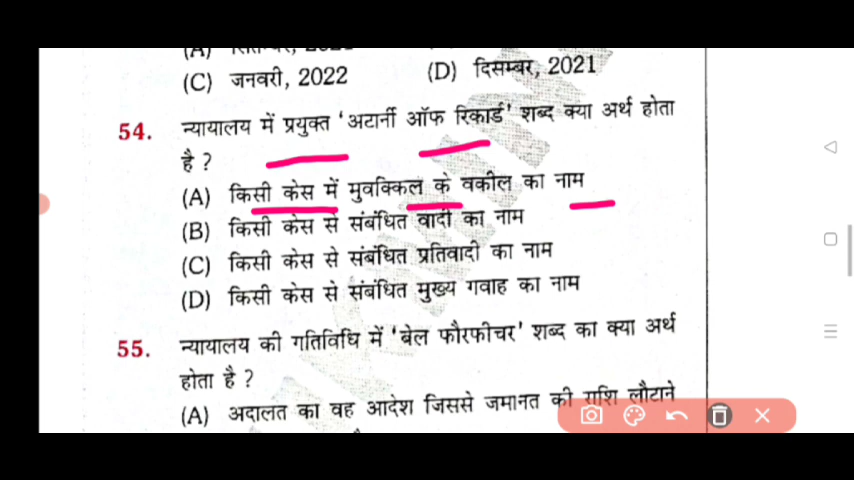 (C) जनवरी, 2022 (D) दिसम्बर, 2021
54. न्यायालय में प्रयुक्त 'अटार्नी ऑफ रिकार्ड' शब्द क्या अर्थ होता
है ?
(A) किसी केस में मुवक्किल के वकील का नाम
(B) किसी केस से संबंधित वादी का नाम
(C) किसी केस से संबंधित प्रतिवादी का नाम
(D) किसी केस से संबंधित मुख्य गवाह का नाम
55. न्यायालय की गतिविधि में 'बेल फौरफीचर' शब्द का क्या अर्थ
होता है ?
(A) अदालत का वह आदेश जिससे जमानत की राशि लौटाने